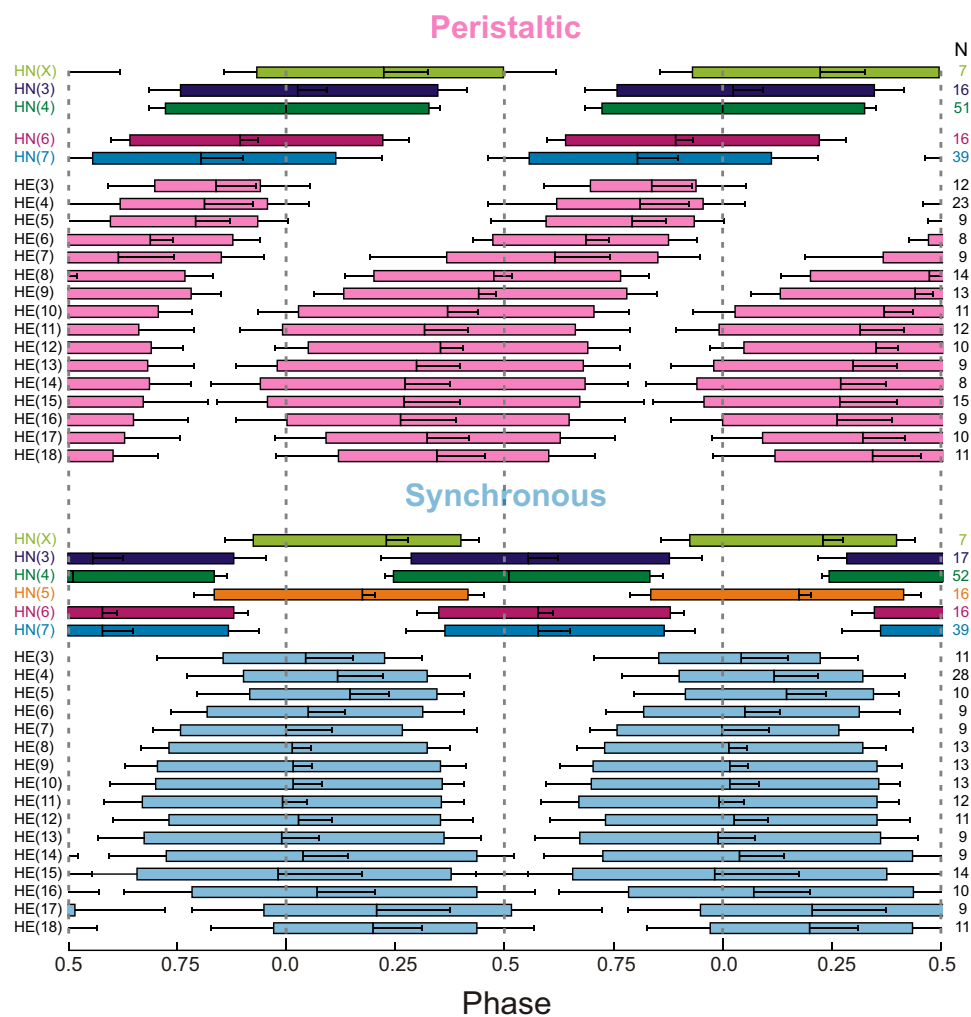 Peristaltic
N
HN(X) 7
HN(3) 16
HN(4) 51
HN(6) 16
HN(7) 39
HE(3) 12
HE(4) 23
HE(5) 9
HE(6) 8
HE(7) 9
HE(8) 14
HE(9) 13
HE(10) 11
HE(11) 12
HE(12) 10
HE(13) 9
HE(14) 8
HE(15) 15
HE(16) 9
HE(17) 10
HE(18) 11
Synchronous
HN(X) 7
HN(3) 17
HN(4) 52
HN(5) 16
HN(6) 16
HN(7) 39
HE(3) 11
HE(4) 28
HE(5) 10
HE(6) 9
HE(7) 9
HE(8) 13
HE(9) 13
HE(10) 13
HE(11) 12
HE(12) 11
HE(13) 9
HE(14) 9
HE(15) 14
HE(16) 10
HE(17) 9
HE(18) 11
0.5 0.75 0.0 0.25 0.5 0.75 0.0 0.25 0.5
Phase